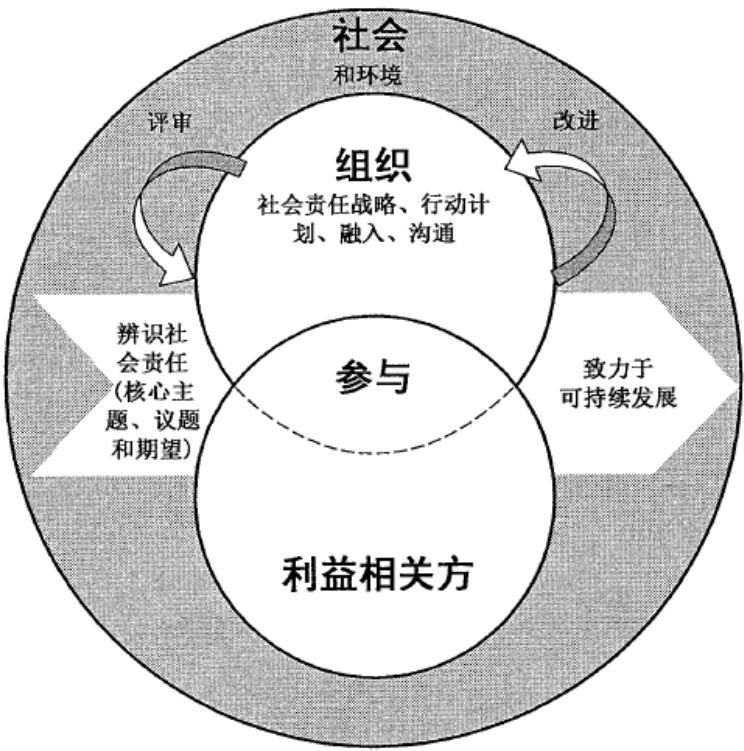 社会
和环境
评审
改进
组织
社会责任战略、行动计
划、融入、沟通
辨识社
会责任
(核心主
题、议题
和期望)
参与
致力于
可持续发展
利益相关方